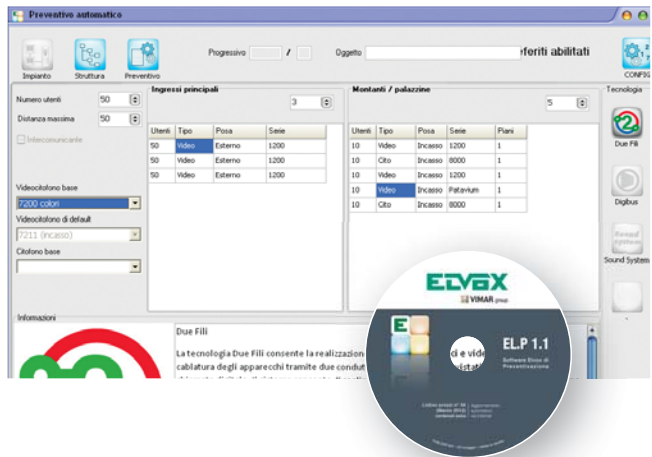 Preventivo automatico
Impianto
Struttura
Preventivo
Progressivo
/
Oggetto
feriti abilitati
CONFIG
Numero utenti 50
Distanza massima 50
Intercomunicante
Videocitofono base
7200 colori
Videocitofono di default
7211 (incasso)
Citofono base
Ingressi principali
3
Utenti Tipo Posa Serie
50 Video Esterno 1200
50 Video Esterno 1200
50 Video Esterno 1200
Montanti / palazzine
5
Utenti Tipo Posa Serie Piani
10 Video Incasso 1200 1
10 Cito Incasso 8000 1
10 Video Incasso 1200 1
10 Video Incasso Patavium 1
10 Cito Incasso 8000 1
Tecnologia
Due Fili
Digibus
Sound System
Informazioni
Due Fili
La tecnologia Due Fili consente la realizzazion
ci e vide
cablatura degli apparecchi tramite due condut
istat
ELVOX
VIMAR group
E
EL.P 1.1
Software Elvox di
Preventivazione